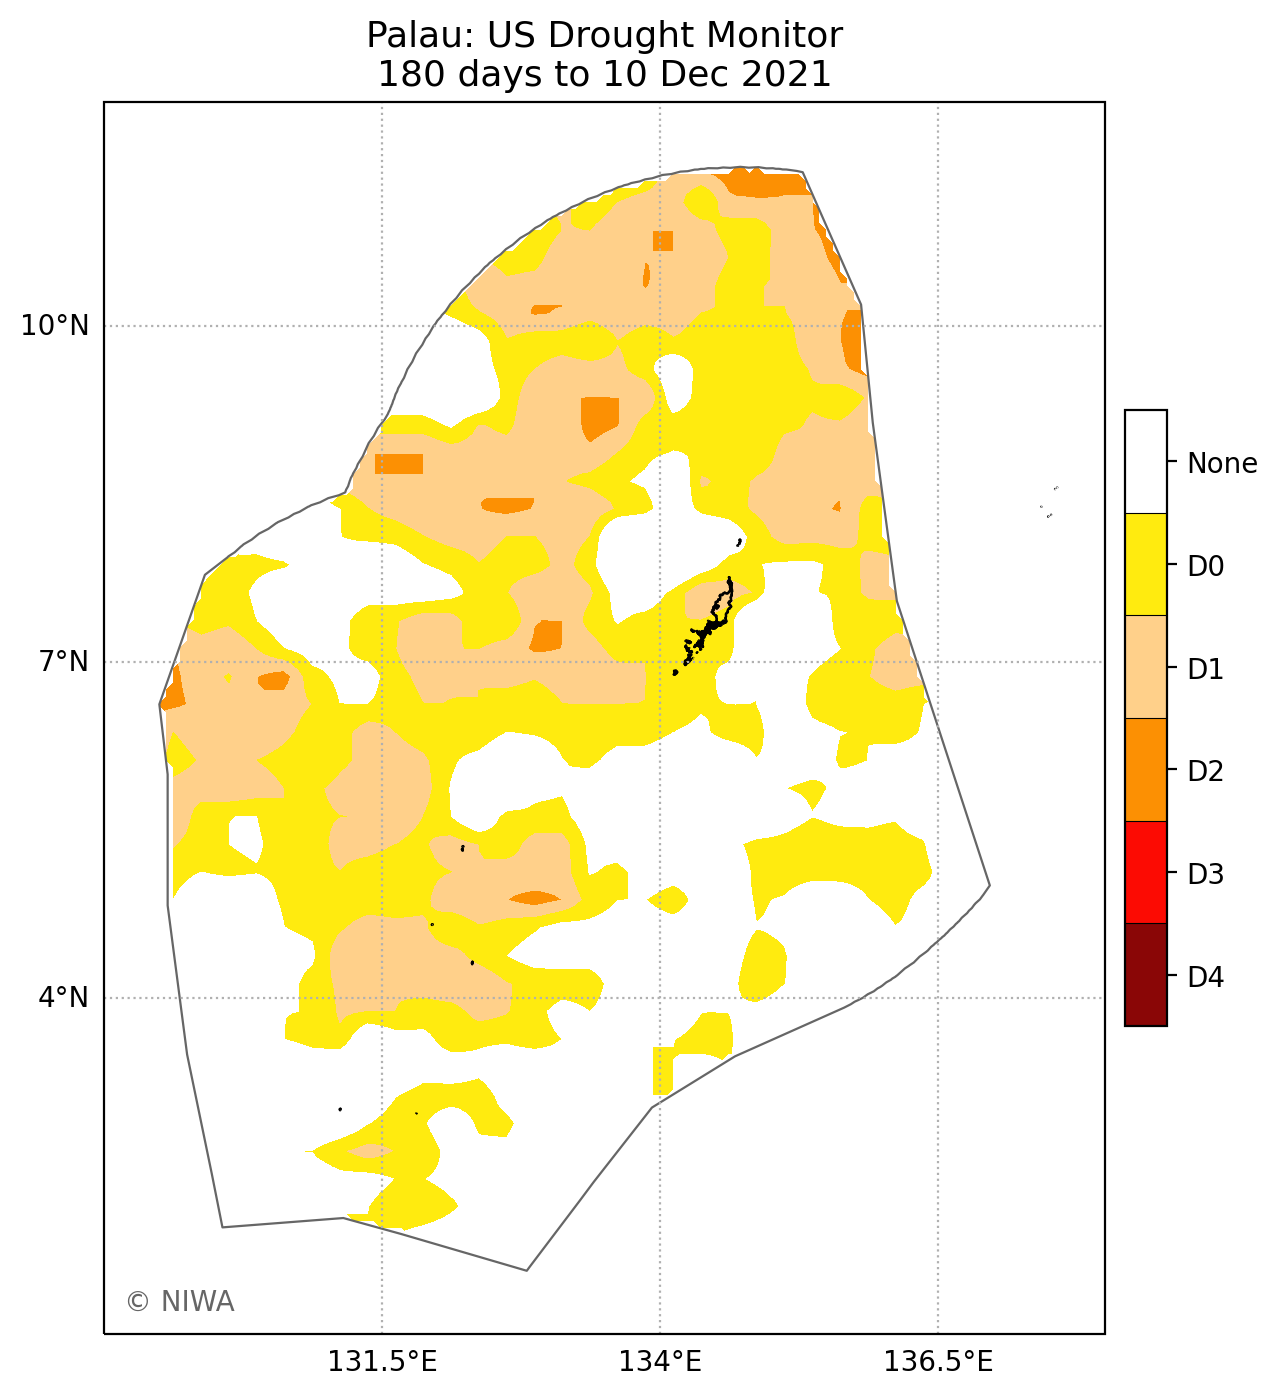 Palau: US Drought Monitor
180 days to 10 Dec 2021
10°N
7°N
4°N
131.5°E
134°E
136.5°E
None
D0
D1
D2
D3
D4
© NIWA